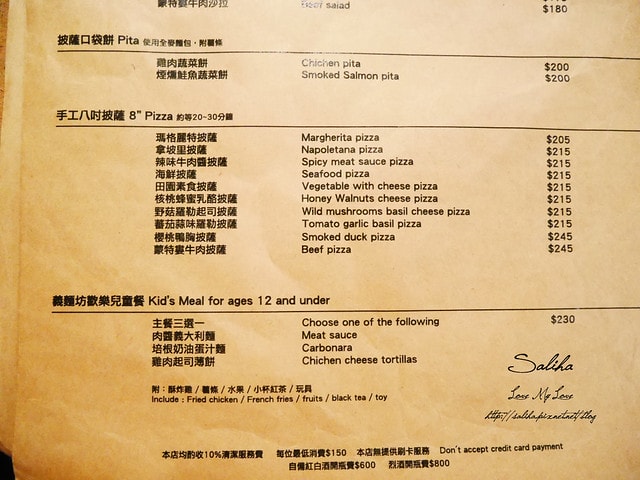 蒙特婁牛肉沙拉 Beef salad $180
披薩口袋餅 Pita 使用全麥麵包，附薯條
雞肉蔬菜餅 Chichen pita $200
煙燻鮭魚蔬菜餅 Smoked Salmon pita $200
手工八吋披薩 8" Pizza 約等20~30分鐘
瑪格麗特披薩 Margherita pizza $205
拿坡里披薩 Napoletana pizza $215
辣味牛肉醬披薩 Spicy meat sauce pizza $215
海鮮披薩 Seafood pizza $215
田園素食披薩 Vegetable with cheese pizza $215
核桃蜂蜜乳酪披薩 Honey Walnuts cheese pizza $215
野菇羅勒起司披薩 Wild mushrooms basil cheese pizza $215
蕃茄蒜味羅勒披薩 Tomato garlic basil pizza $215
櫻桃鴨胸披薩 Smoked duck pizza $245
蒙特婁牛肉披薩 Beef pizza $245
義麵坊歡樂兒童餐 Kid's Meal for ages 12 and under
主餐三選一 Choose one of the following $230
肉醬義大利麵 Meat sauce
培根奶油蛋汁麵 Carbonara
雞肉起司薄餅 Chichen cheese tortillas
附：酥炸雞 / 薯條 / 水果 / 小杯紅茶 / 玩具
Include : Fried chicken / French fries / fruits / black tea / toy
Saliha
Love My Love
http://saliha.pixnet.net/blog
本店均酌收10%清潔服務費 每位最低消費$150 本店無提供刷卡服務 Don't accept credit card payment
自備紅白酒開瓶費$600 烈酒開瓶費$800